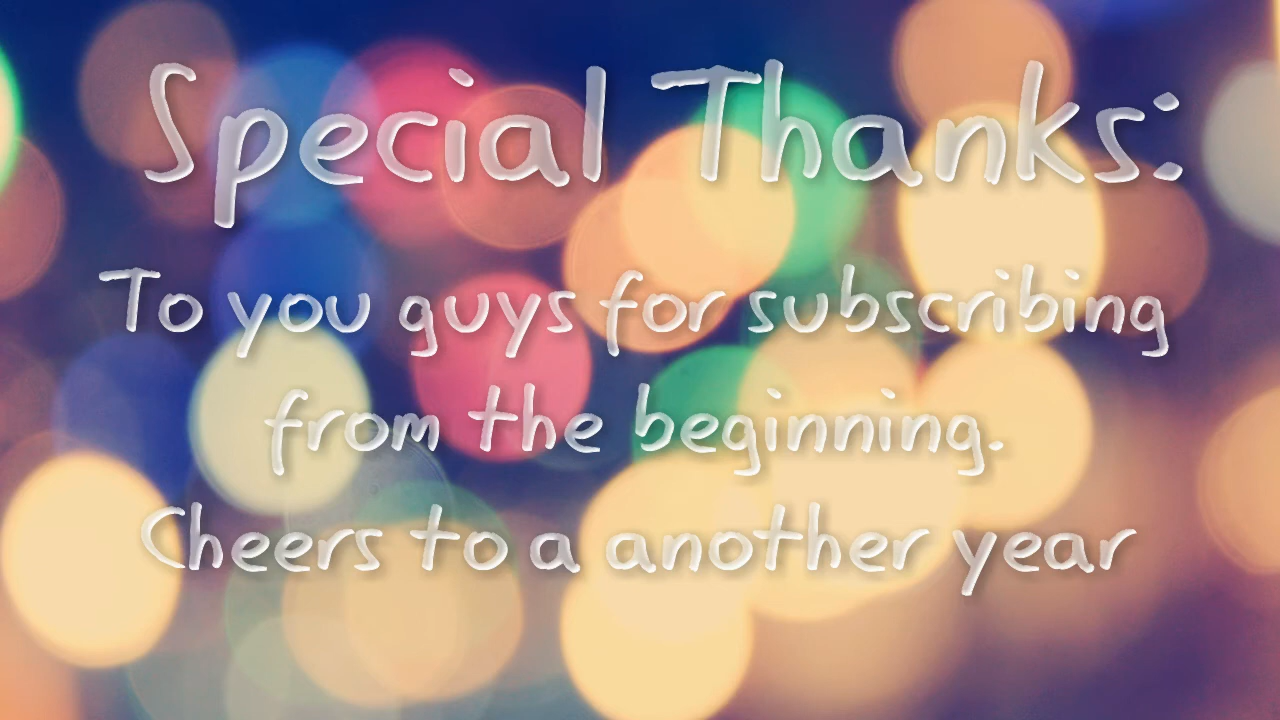 Special Thanks:
To you guys for subscribing
from the beginning.
Cheers to a another year